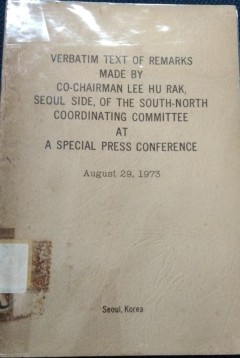 VERBATIM TEXT OF REMARKS
MADE BY
CO-CHAIRMAN LEE HU RAK,
SEOUL SIDE, OF THE SOUTH-NORTH
COORDINATING COMMITTEE
AT
A SPECIAL PRESS CONFERENCE
August 29, 1973
Seoul, Korea